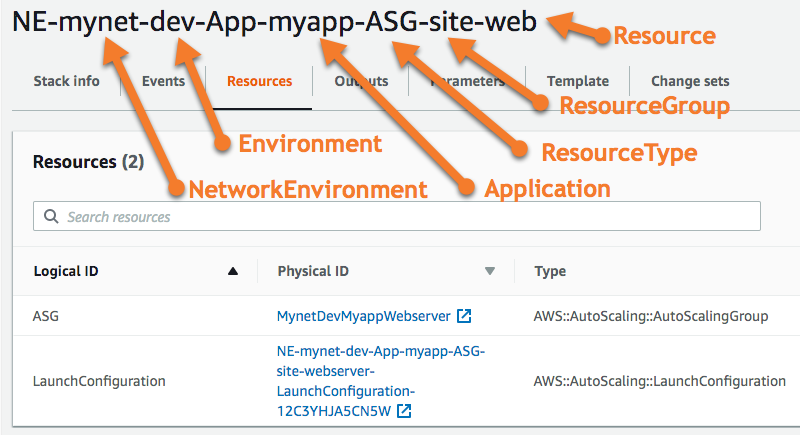 NE-mynet-dev-App-myapp-ASG-site-web
Resource
Stack info Events Resources Outputs Parameters Template Change sets
ResourceGroup
Environment
ResourceType
Resources (2)
NetworkEnvironment
Application
Search resources
Logical ID Physical ID Type
ASG MynetDevMyappWebserver AWS::AutoScaling::AutoScalingGroup
NE-mynet-dev-App-myapp-ASG-
site-webserver-
LaunchConfiguration AWS::AutoScaling::LaunchConfiguration
LaunchConfiguration-
12C3YHJA5CN5W